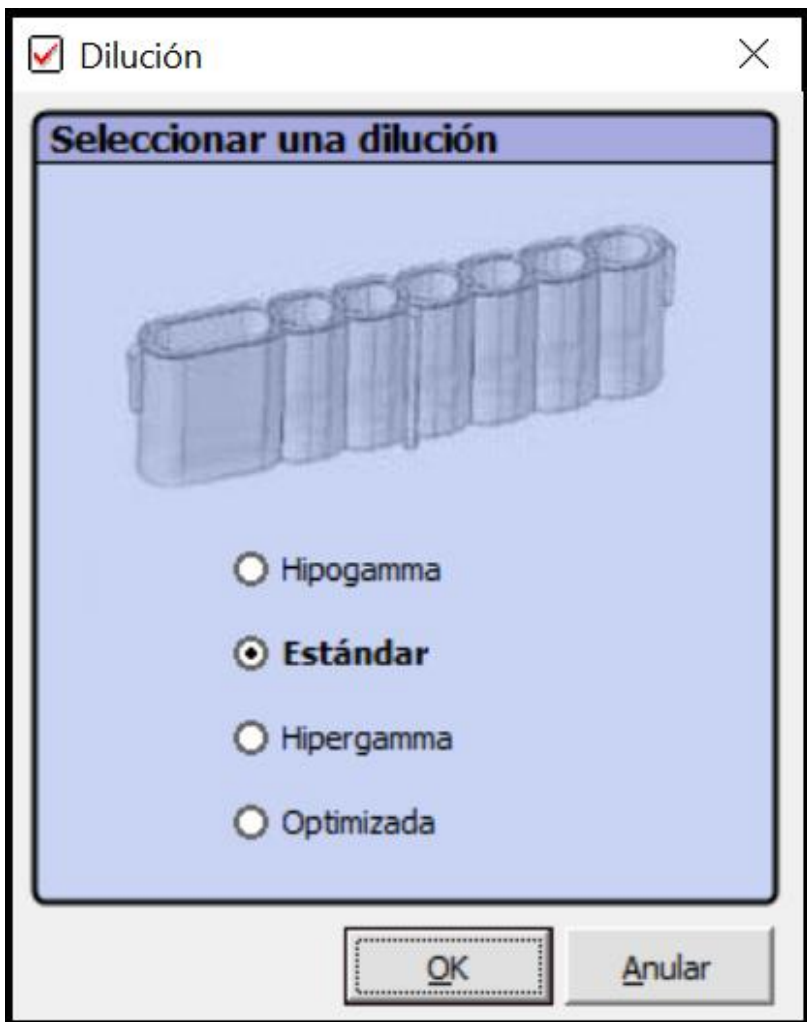 Dilución
Seleccionar una dilución
Hipogamma
Estándar
Hipergamma
Optimizada
OK
Anular